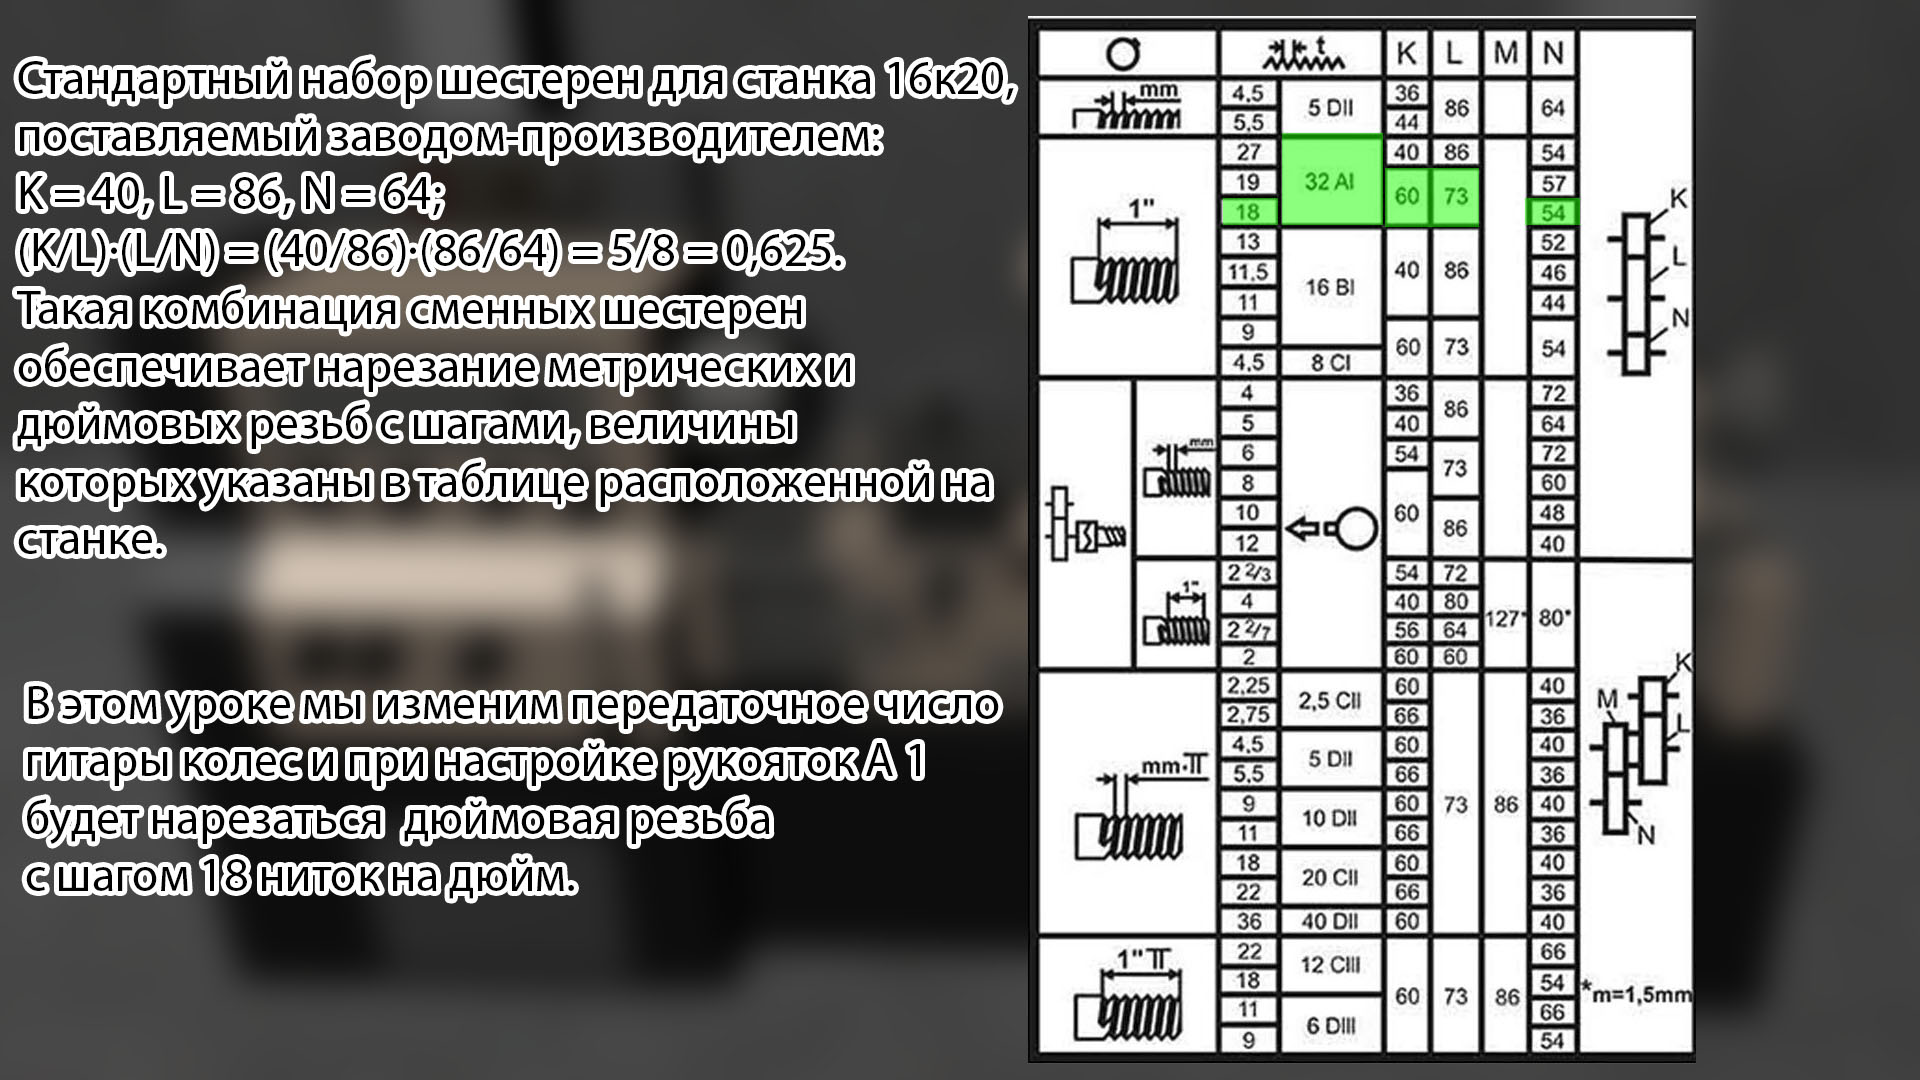 Стандартный набор шестерен для станка 16к20,
поставляемый заводом-производителем:
K = 40, L = 86, N = 64;
(K/L)·(L/N) = (40/86)·(86/64) = 5/8 = 0,625.
Такая комбинация сменных шестерен
обеспечивает нарезание метрических и
дюймовых резьб с шагами, величины
которых указаны в таблице расположенной на
станке.
В этом уроке мы изменим передаточное число
гитары колес и при настройке рукояток А 1
будет нарезаться дюймовая резьба
с шагом 18 ниток на дюйм.
t K L M N
mm 4,5 5 DII 36 86 64
5,5 44
1" 27 32 AI 40 86 54
19 60 73 57
18 54
13 16 BI 40 86 52
11,5 46
11 44
9 60 73 54
4,5 8 CI
K
L
N
mm 4 36 86 72
5 40 64
6 54 73 72
8 60 60
10 86 48
12 40
1" 2 2/3 54 72 127* 80*
4 40 80
2 2/7 56 64
2 60 60
mm·π 2,25 2,5 CII 60 73 86 40
2,75 66 36
4,5 5 DII 60 40
5,5 66 36
9 10 DII 60 40
11 66 36
18 20 CII 60 40
22 66 36
36 40 DII 60 40
K
M
L
N
1" π 22 12 CIII 60 73 86 66
18 54
11 6 DIII 66
9 54
*m=1,5mm